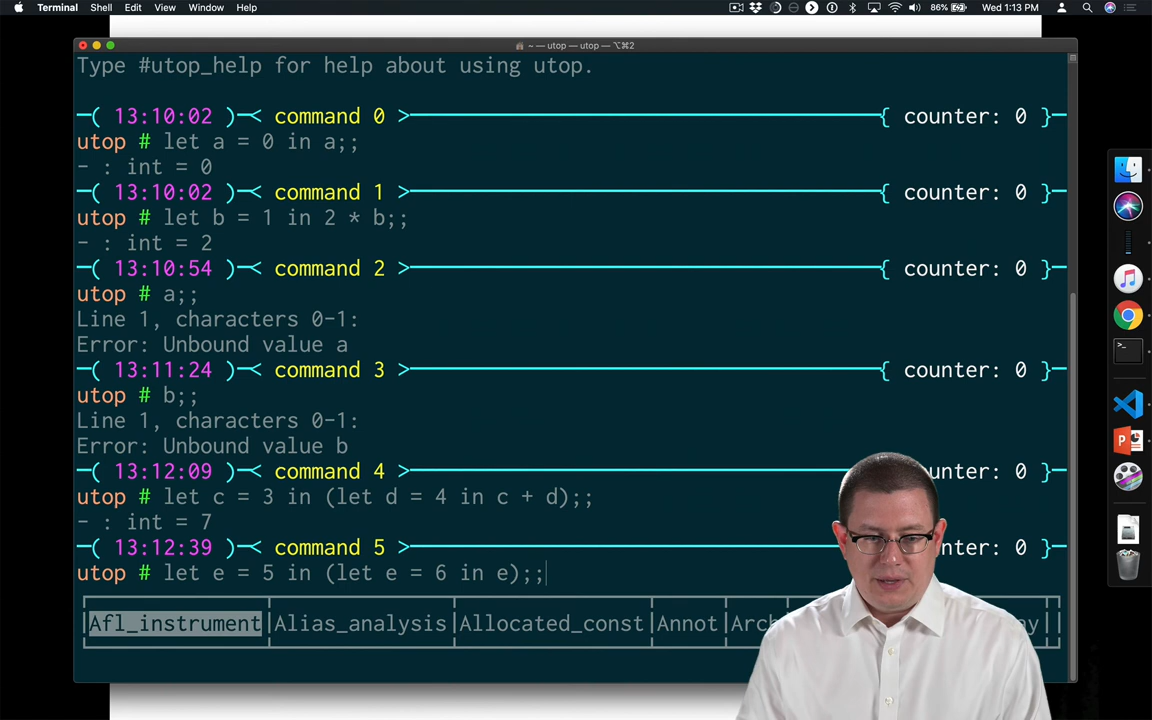 Terminal Shell Edit View Window Help 86% Wed 1:13 PM
~ — utop — utop — ⌥⌘2
Type #utop_help for help about using utop.
─( 13:10:02 )─< command 0 >─{ counter: 0 }─
utop # let a = 0 in a;;
- : int = 0
─( 13:10:02 )─< command 1 >─{ counter: 0 }─
utop # let b = 1 in 2 * b;;
- : int = 2
─( 13:10:54 )─< command 2 >─{ counter: 0 }─
utop # a;;
Line 1, characters 0-1:
Error: Unbound value a
─( 13:11:24 )─< command 3 >─{ counter: 0 }─
utop # b;;
Line 1, characters 0-1:
Error: Unbound value b
─( 13:12:09 )─< command 4 >─ unter: 0 }─
utop # let c = 3 in (let d = 4 in c + d);;
- : int = 7
─( 13:12:39 )─< command 5 >─ nter: 0 }─
utop # let e = 5 in (let e = 6 in e);;
Afl_instrument Alias_analysis Allocated_const Annot